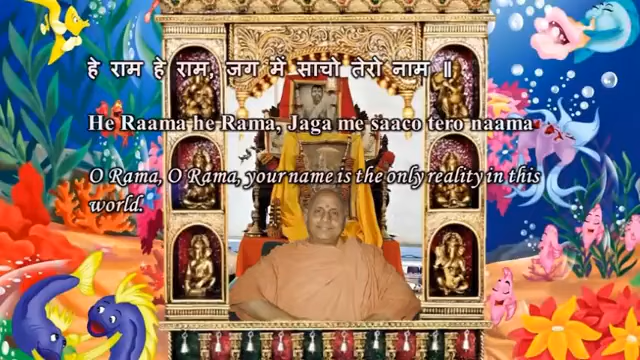 हे राम हे राम, जग में साचो तेरो नाम ॥
He Raama he Rama, Jaga me saaco tero naama
O Rama, O Rama, your name is the only reality in this
world.